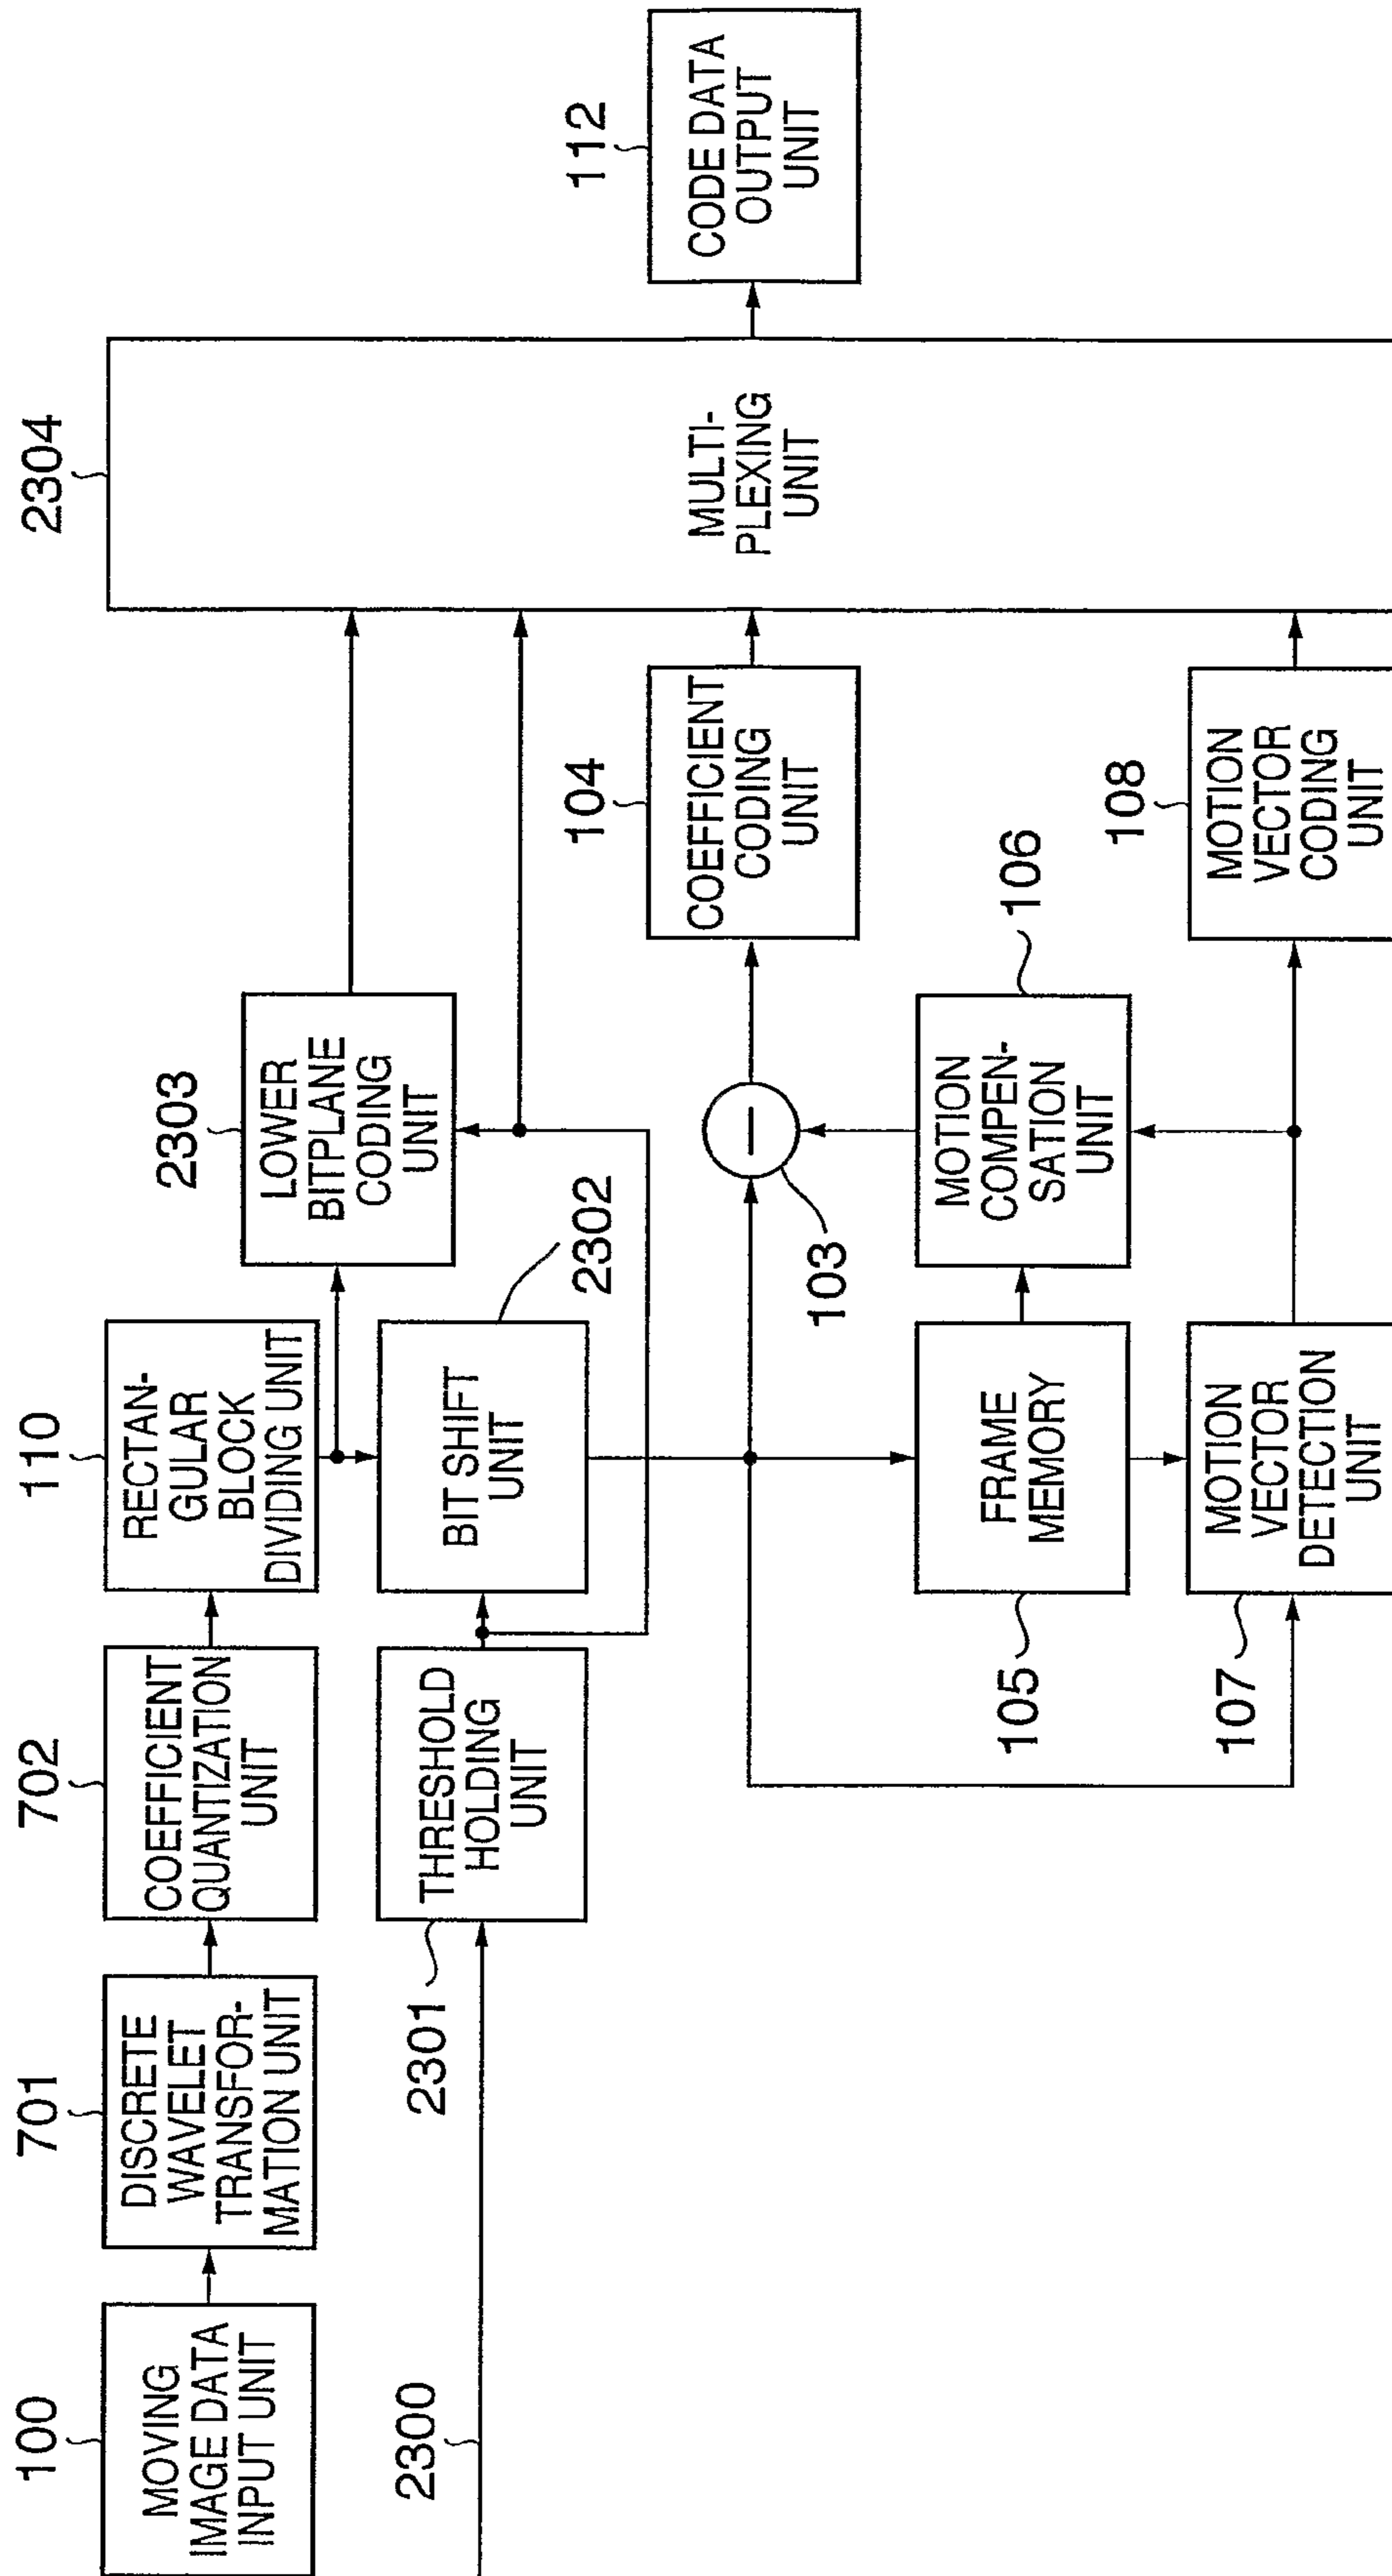 100
MOVING
IMAGE DATA
INPUT UNIT
701
DISCRETE
WAVELET
TRANSFOR-
MATION UNIT
702
COEFFICIENT
QUANTIZATION
UNIT
110
RECTAN-
GULAR
BLOCK
DIVIDING UNIT
2303
LOWER
BITPLANE
CODING
UNIT
2304
MULTI-
PLEXING
UNIT
112
CODE DATA
OUTPUT
UNIT
2300
2301
THRESHOLD
HOLDING
UNIT
BIT SHIFT
UNIT
2302
104
COEFFICIENT
CODING
UNIT
103
105
FRAME
MEMORY
106
MOTION
COMPEN-
SATION
UNIT
107
MOTION
VECTOR
DETECTION
UNIT
108
MOTION
VECTOR
CODING
UNIT